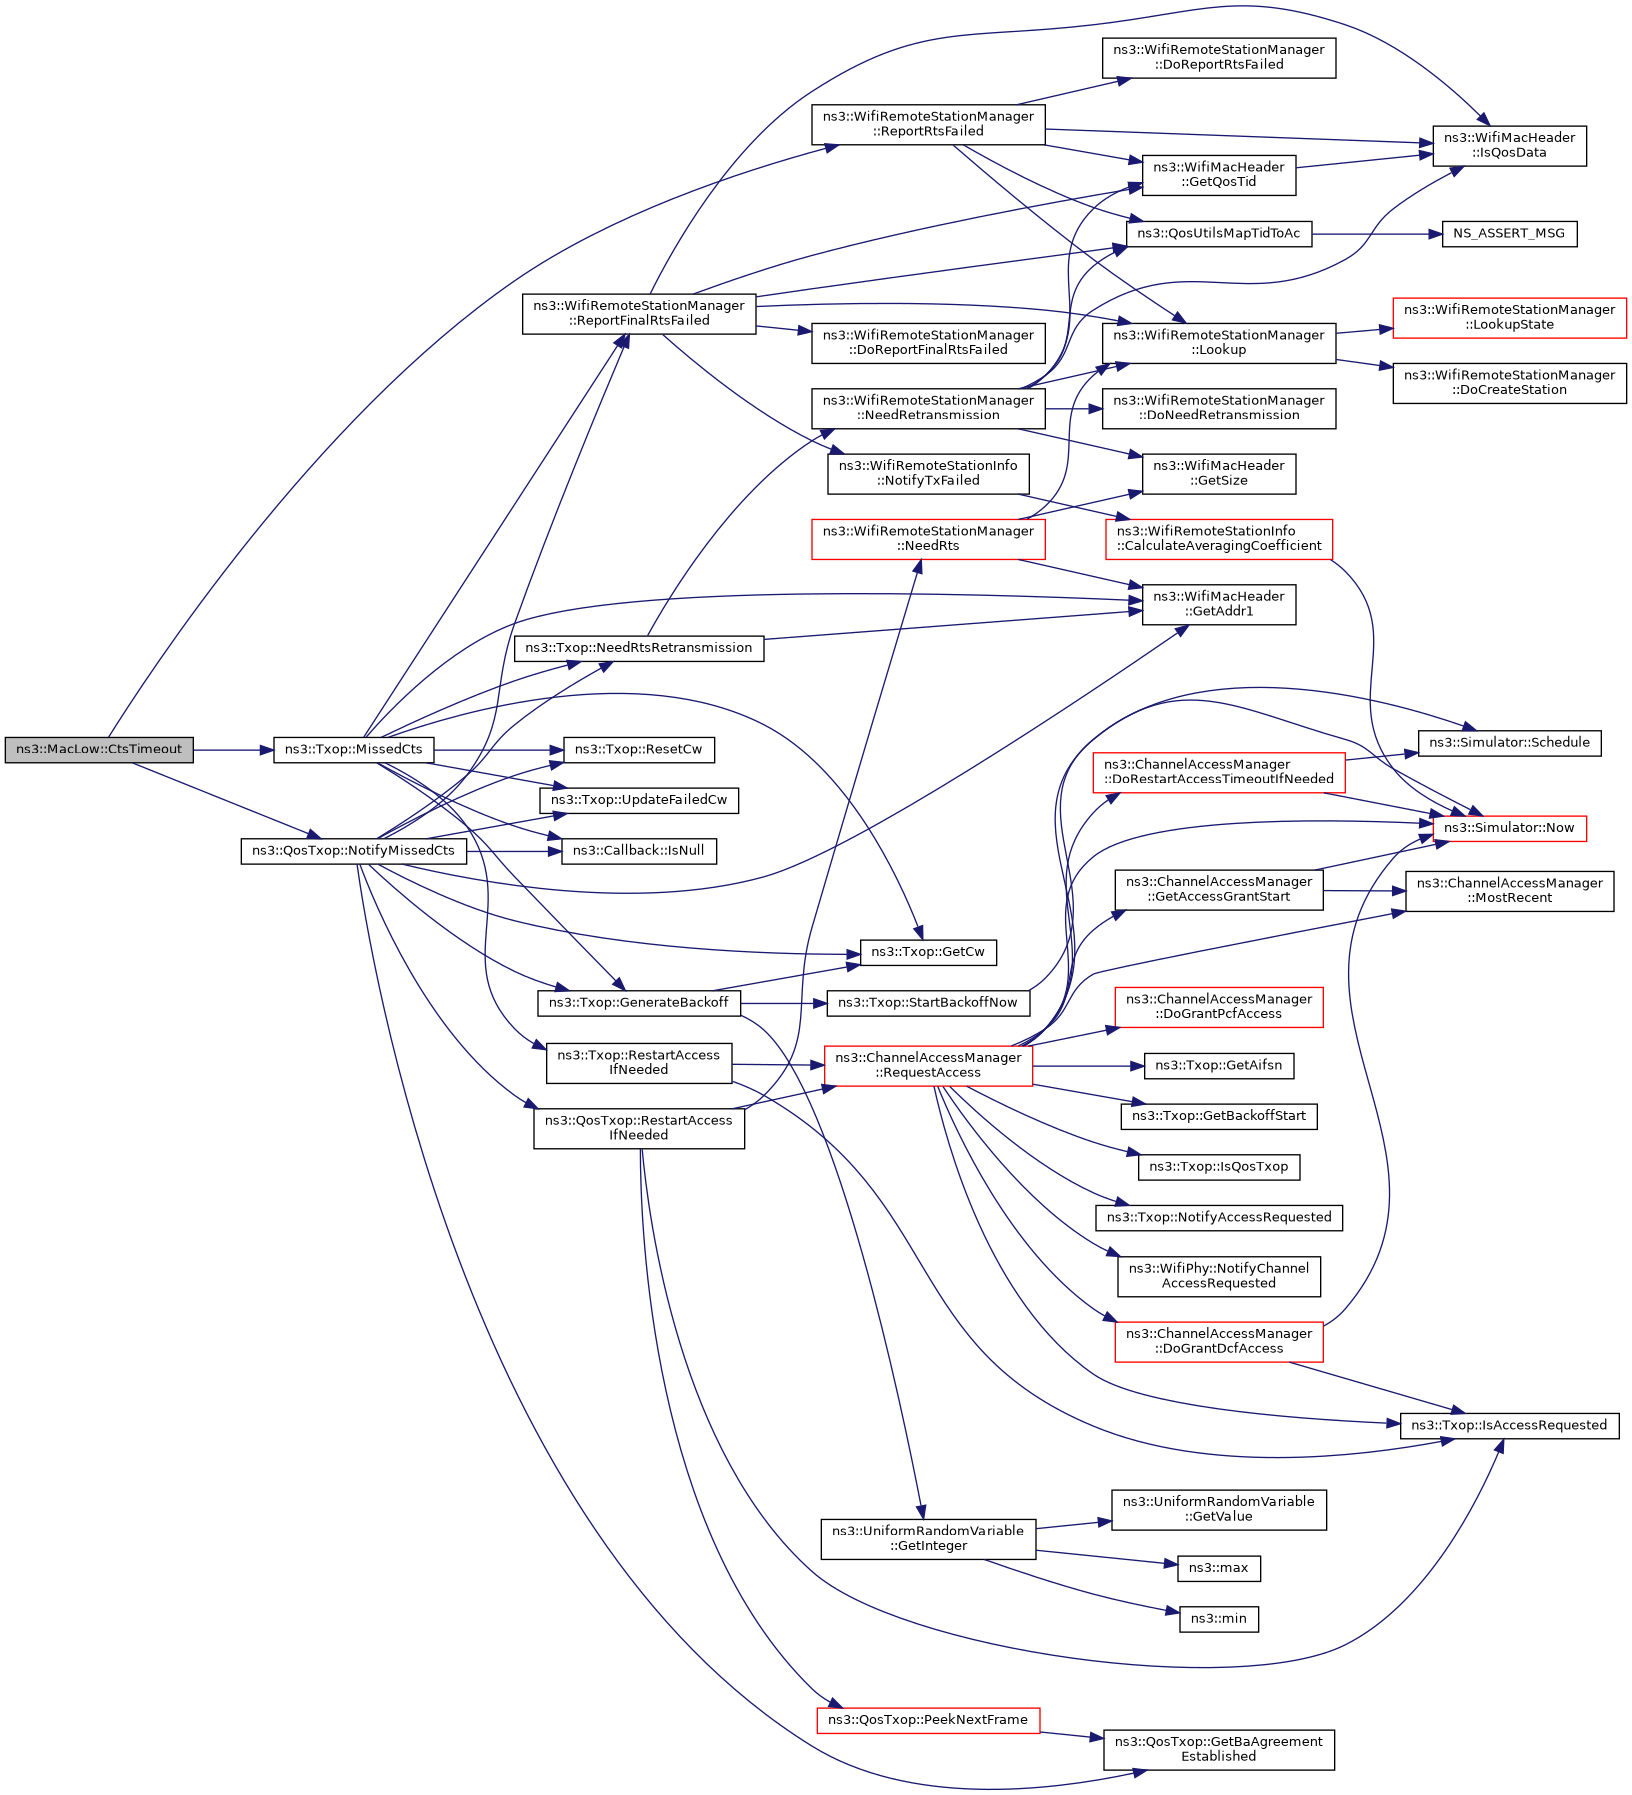 ns3::WifiRemoteStationManager
::DoReportRtsFailed
ns3::WifiRemoteStationManager
::ReportRtsFailed
ns3::WifiMacHeader
::IsQosData
ns3::WifiMacHeader
::GetQosTid
ns3::QosUtilsMapTidToAc
NS_ASSERT_MSG
ns3::WifiRemoteStationManager
::ReportFinalRtsFailed
ns3::WifiRemoteStationManager
::DoReportFinalRtsFailed
ns3::WifiRemoteStationManager
::Lookup
ns3::WifiRemoteStationManager
::LookupState
ns3::WifiRemoteStationManager
::DoCreateStation
ns3::WifiRemoteStationManager
::NeedRetransmission
ns3::WifiRemoteStationManager
::DoNeedRetransmission
ns3::WifiRemoteStationInfo
::NotifyTxFailed
ns3::WifiMacHeader
::GetSize
ns3::WifiRemoteStationManager
::NeedRts
ns3::WifiRemoteStationInfo
::CalculateAveragingCoefficient
ns3::WifiMacHeader
::GetAddr1
ns3::Txop::NeedRtsRetransmission
ns3::MacLow::CtsTimeout
ns3::Txop::MissedCts
ns3::Txop::ResetCw
ns3::Simulator::Schedule
ns3::ChannelAccessManager
::DoRestartAccessTimeoutIfNeeded
ns3::Txop::UpdateFailedCw
ns3::Simulator::Now
ns3::QosTxop::NotifyMissedCts
ns3::Callback::IsNull
ns3::ChannelAccessManager
::GetAccessGrantStart
ns3::ChannelAccessManager
::MostRecent
ns3::Txop::GetCw
ns3::Txop::GenerateBackoff
ns3::Txop::StartBackoffNow
ns3::ChannelAccessManager
::DoGrantPcfAccess
ns3::Txop::RestartAccess
IfNeeded
ns3::ChannelAccessManager
::RequestAccess
ns3::Txop::GetAifsn
ns3::Txop::GetBackoffStart
ns3::QosTxop::RestartAccess
IfNeeded
ns3::Txop::IsQosTxop
ns3::Txop::NotifyAccessRequested
ns3::WifiPhy::NotifyChannel
AccessRequested
ns3::ChannelAccessManager
::DoGrantDcfAccess
ns3::Txop::IsAccessRequested
ns3::UniformRandomVariable
::GetValue
ns3::UniformRandomVariable
::GetInteger
ns3::max
ns3::min
ns3::QosTxop::PeekNextFrame
ns3::QosTxop::GetBaAgreement
Established